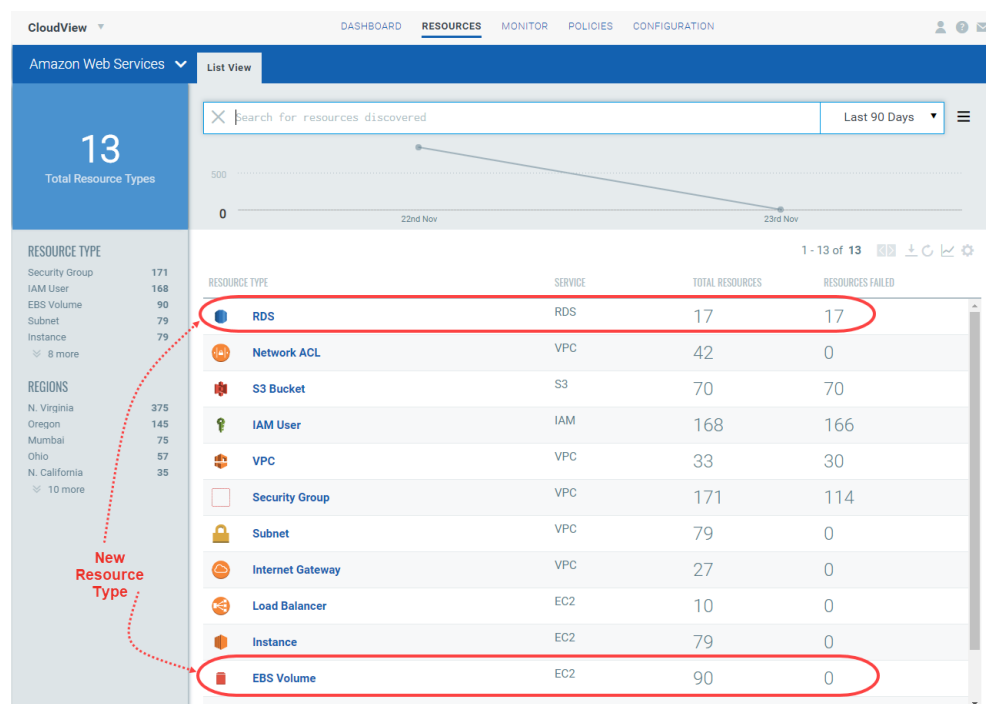 CloudView
DASHBOARD RESOURCES MONITOR POLICIES CONFIGURATION
Amazon Web Services List View
13
Total Resource Types
Search for resources discovered Last 90 Days
500
0
22nd Nov 23rd Nov
1 - 13 of 13
RESOURCE TYPE
Security Group 171
IAM User 168
EBS Volume 90
Subnet 79
Instance 79
8 more
REGIONS
N. Virginia 375
Oregon 145
Mumbai 75
Ohio 57
N. California 35
10 more
New
Resource
Type
RESOURCE TYPE SERVICE TOTAL RESOURCES RESOURCES FAILED
RDS RDS 17 17
Network ACL VPC 42 0
S3 Bucket S3 70 70
IAM User IAM 168 166
VPC VPC 33 30
Security Group VPC 171 114
Subnet VPC 79 0
Internet Gateway VPC 27 0
Load Balancer EC2 10 0
Instance EC2 79 0
EBS Volume EC2 90 0